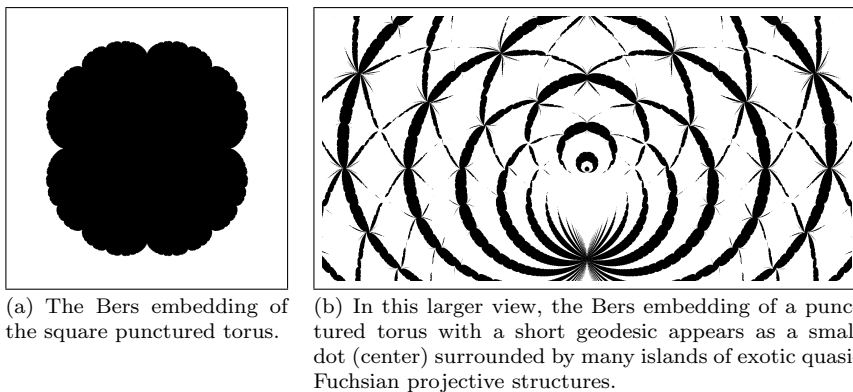 (a) The Bers embedding of
the square punctured torus.
(b) In this larger view, the Bers embedding of a punc
tured torus with a short geodesic appears as a smal
dot (center) surrounded by many islands of exotic quasi
Fuchsian projective structures.